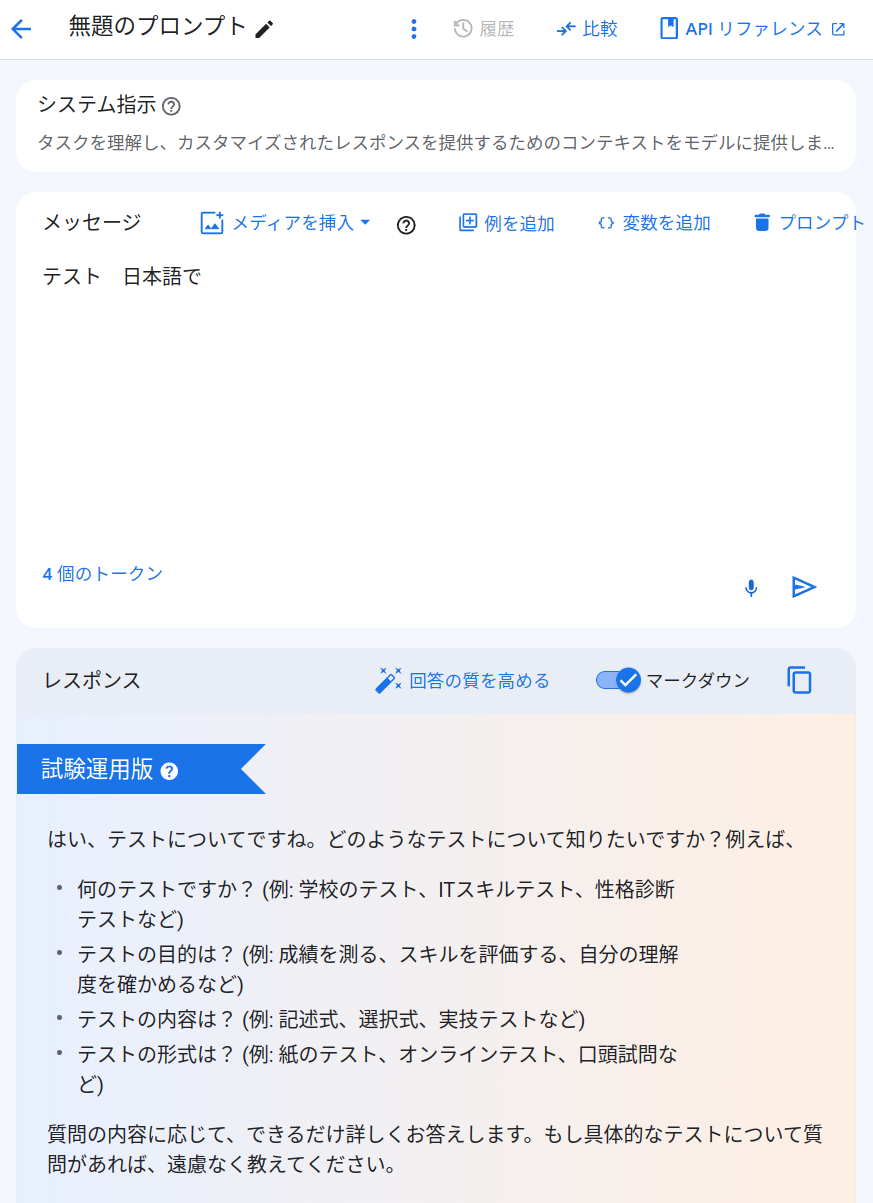 無題のプロンプト
履歴
比較
API リファレンス
システム指示
タスクを理解し、カスタマイズされたレスポンスを提供するためのコンテキストをモデルに提供しま...
メッセージ
メディアを挿入
例を追加
変数を追加
プロンプト
テスト　日本語で
4 個のトークン
レスポンス
回答の質を高める
マークダウン
試験運用版
はい、テストについてですね。どのようなテストについて知りたいですか？例えば、
• 何のテストですか？ (例: 学校のテスト、ITスキルテスト、性格診断
テストなど)
• テストの目的は？ (例: 成績を測る、スキルを評価する、自分の理解
度を確かめるなど)
• テストの内容は？ (例: 記述式、選択式、実技テストなど)
• テストの形式は？ (例: 紙のテスト、オンラインテスト、口頭試問な
ど)
質問の内容に応じて、できるだけ詳しくお答えします。もし具体的なテストについて質
問があれば、遠慮なく教えてください。